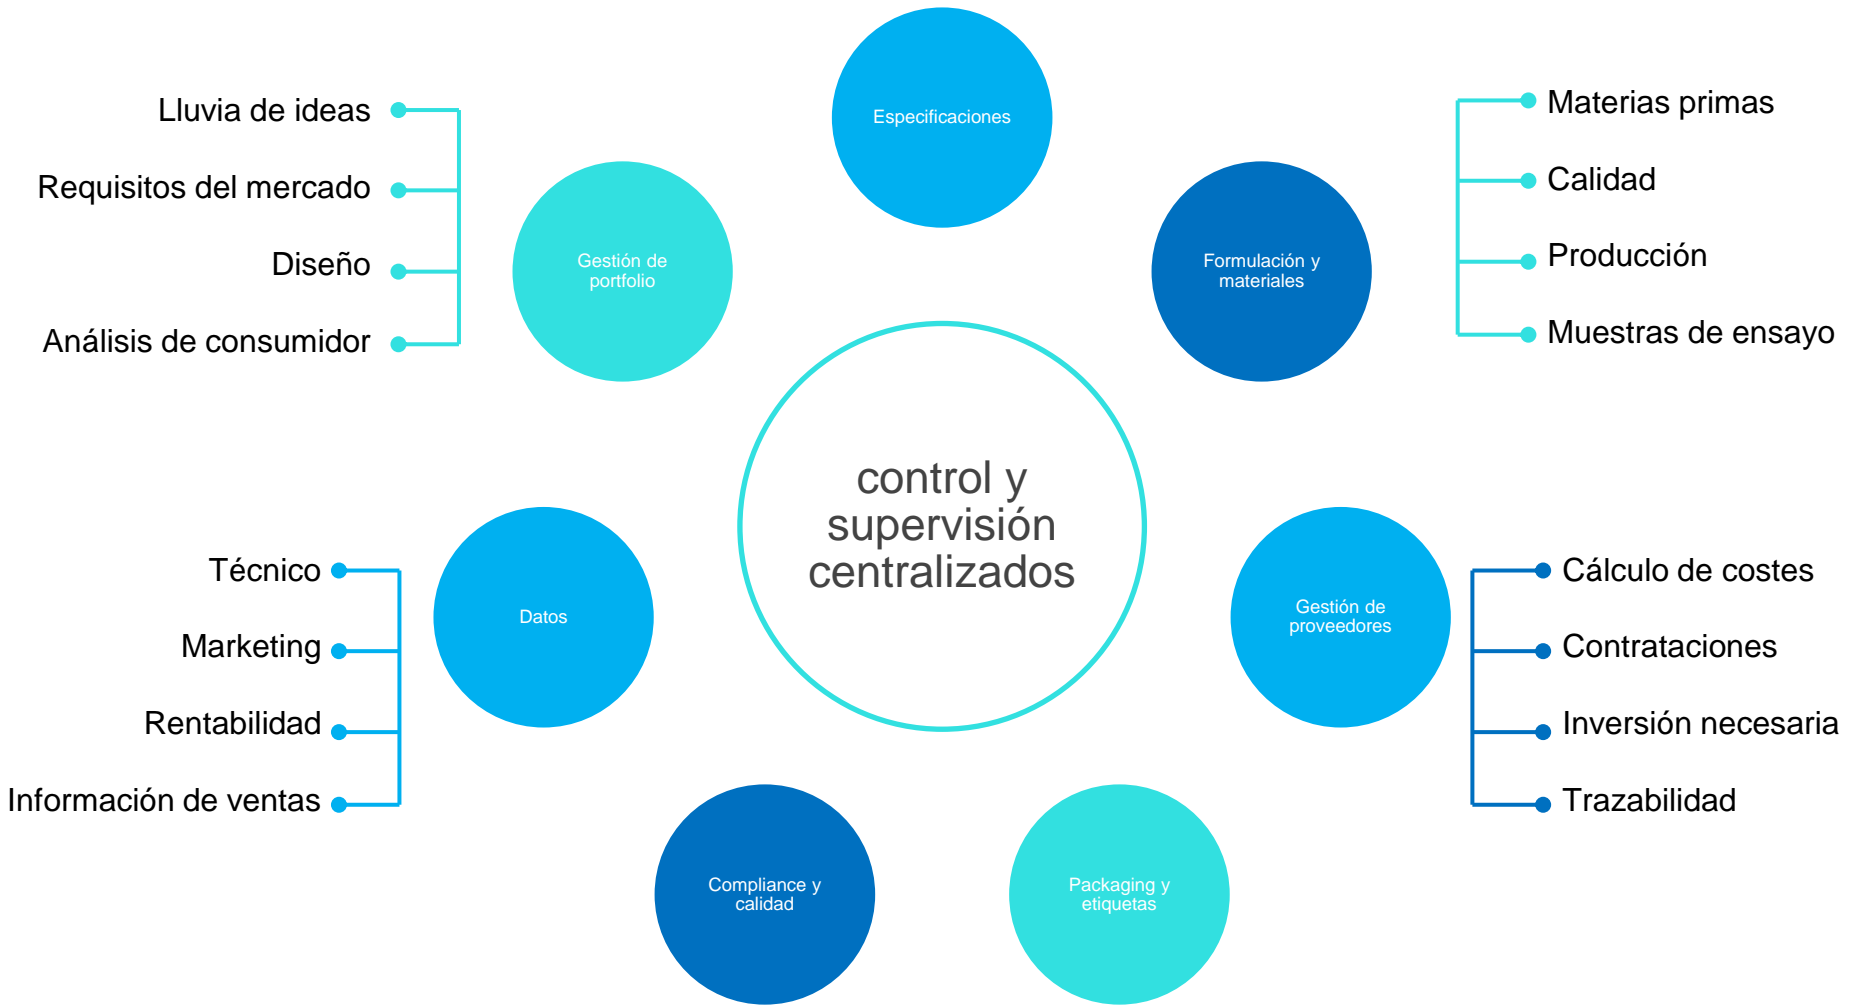 Especificaciones
Lluvia de ideas
Requisitos del mercado
Diseño
Análisis de consumidor
Gestión de
portfolio
Formulación y
materiales
Materias primas
Calidad
Producción
Muestras de ensayo
control y
supervisión
centralizados
Técnico
Marketing
Rentabilidad
Información de ventas
Datos
Gestión de
proveedores
Cálculo de costes
Contrataciones
Inversión necesaria
Trazabilidad
Compliance y
calidad
Packaging y
etiquetas